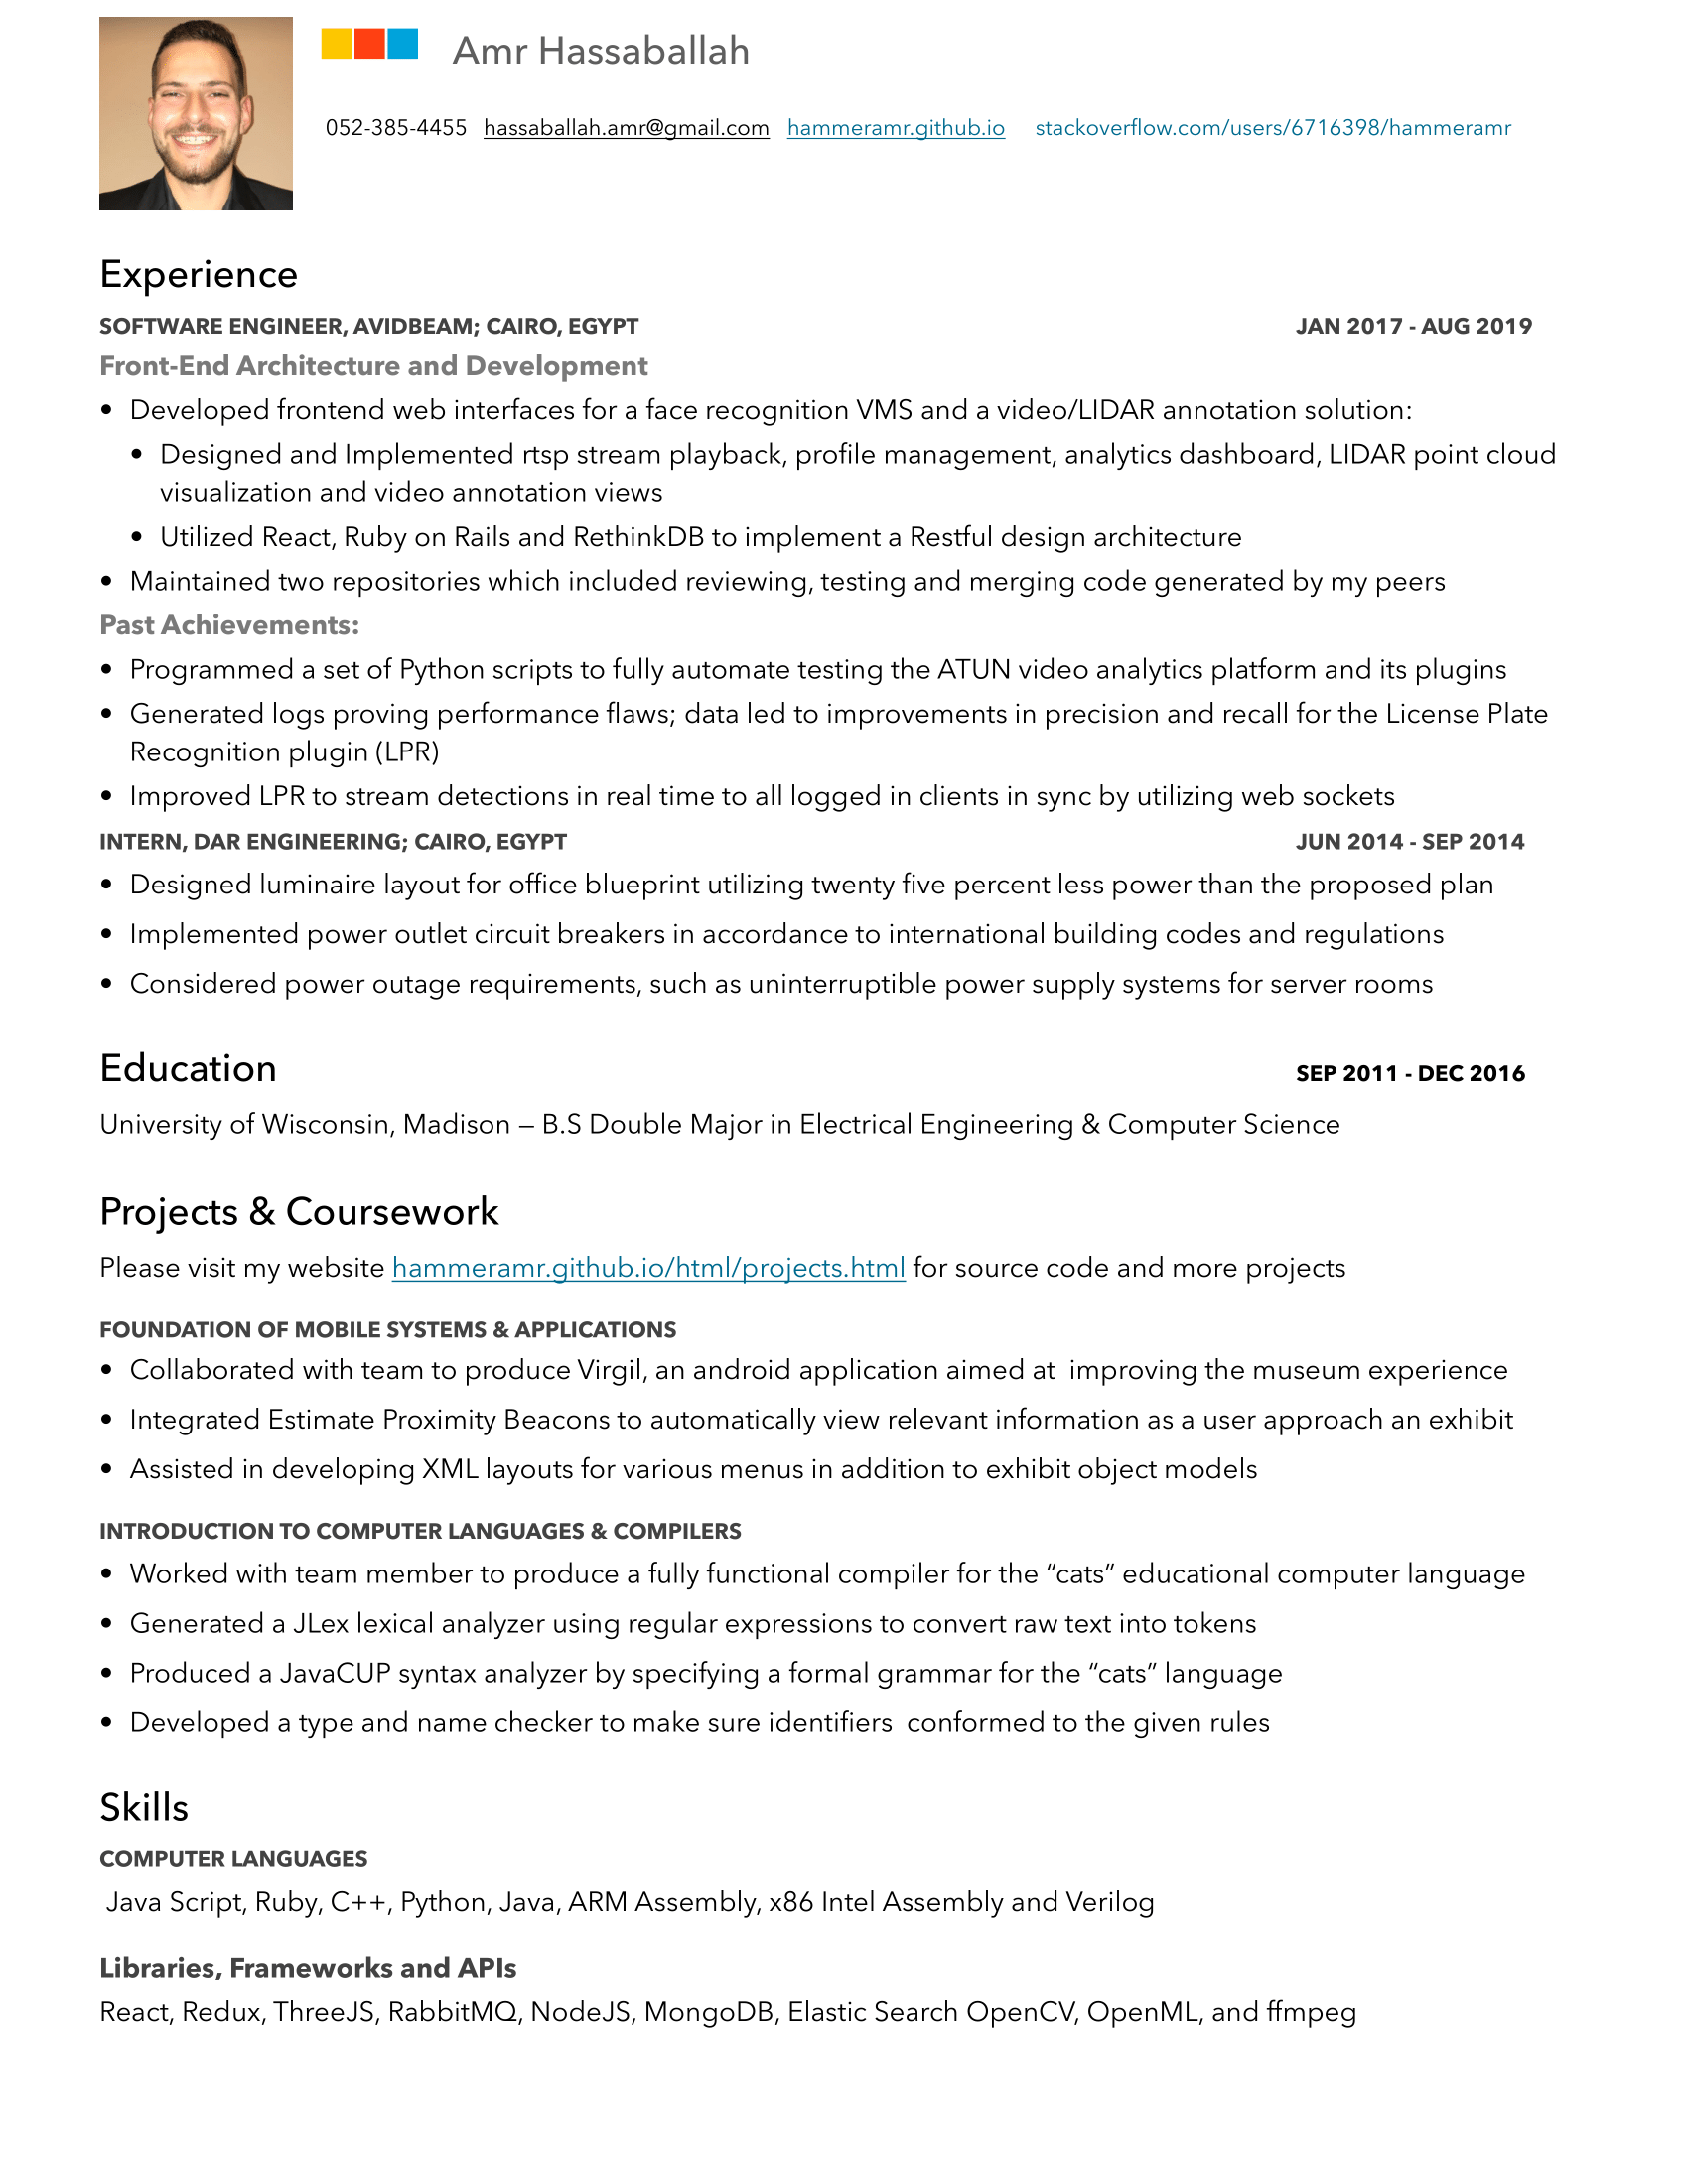 Amr Hassaballah
052-385-4455 hassaballah.amr@gmail.com hammeramr.github.io stackoverflow.com/users/6716398/hammeramr
Experience
SOFTWARE ENGINEER, AVIDBEAM; CAIRO, EGYPT JAN 2017 - AUG 2019
Front-End Architecture and Development
• Developed frontend web interfaces for a face recognition VMS and a video/LIDAR annotation solution:
• Designed and Implemented rtsp stream playback, profile management, analytics dashboard, LIDAR point cloud
visualization and video annotation views
• Utilized React, Ruby on Rails and RethinkDB to implement a Restful design architecture
• Maintained two repositories which included reviewing, testing and merging code generated by my peers
Past Achievements:
• Programmed a set of Python scripts to fully automate testing the ATUN video analytics platform and its plugins
• Generated logs proving performance flaws; data led to improvements in precision and recall for the License Plate
Recognition plugin (LPR)
• Improved LPR to stream detections in real time to all logged in clients in sync by utilizing web sockets
INTERN, DAR ENGINEERING; CAIRO, EGYPT JUN 2014 - SEP 2014
• Designed luminaire layout for office blueprint utilizing twenty five percent less power than the proposed plan
• Implemented power outlet circuit breakers in accordance to international building codes and regulations
• Considered power outage requirements, such as uninterruptible power supply systems for server rooms
Education SEP 2011 - DEC 2016
University of Wisconsin, Madison — B.S Double Major in Electrical Engineering & Computer Science
Projects & Coursework
Please visit my website hammeramr.github.io/html/projects.html for source code and more projects
FOUNDATION OF MOBILE SYSTEMS & APPLICATIONS
• Collaborated with team to produce Virgil, an android application aimed at improving the museum experience
• Integrated Estimate Proximity Beacons to automatically view relevant information as a user approach an exhibit
• Assisted in developing XML layouts for various menus in addition to exhibit object models
INTRODUCTION TO COMPUTER LANGUAGES & COMPILERS
• Worked with team member to produce a fully functional compiler for the “cats” educational computer language
• Generated a JLex lexical analyzer using regular expressions to convert raw text into tokens
• Produced a JavaCUP syntax analyzer by specifying a formal grammar for the “cats” language
• Developed a type and name checker to make sure identifiers conformed to the given rules
Skills
COMPUTER LANGUAGES
Java Script, Ruby, C++, Python, Java, ARM Assembly, x86 Intel Assembly and Verilog
Libraries, Frameworks and APIs
React, Redux, ThreeJS, RabbitMQ, NodeJS, MongoDB, Elastic Search OpenCV, OpenML, and ffmpeg